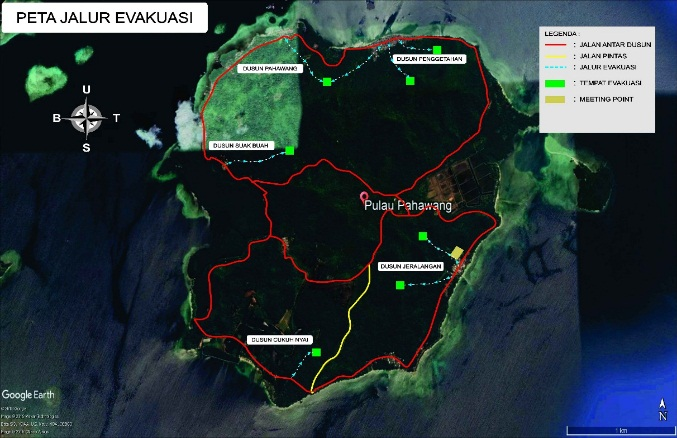 PETA JALUR EVAKUASI
LEGENDA :
: JALAN ANTAR DUSUN
: JALAN PINTAS
: JALUR EVAKUASI
: TEMPAT EVAKUASI
: MEETING POINT
U
B T
S
DUSUN PAHAWANG
DUSUN PENGGETAHAN
DUSUN SUAK BUAH
Pulau Pahawang
DUSUN JERALANGAN
DUSUN CUKUH NYAI
Google Earth
N
1 km